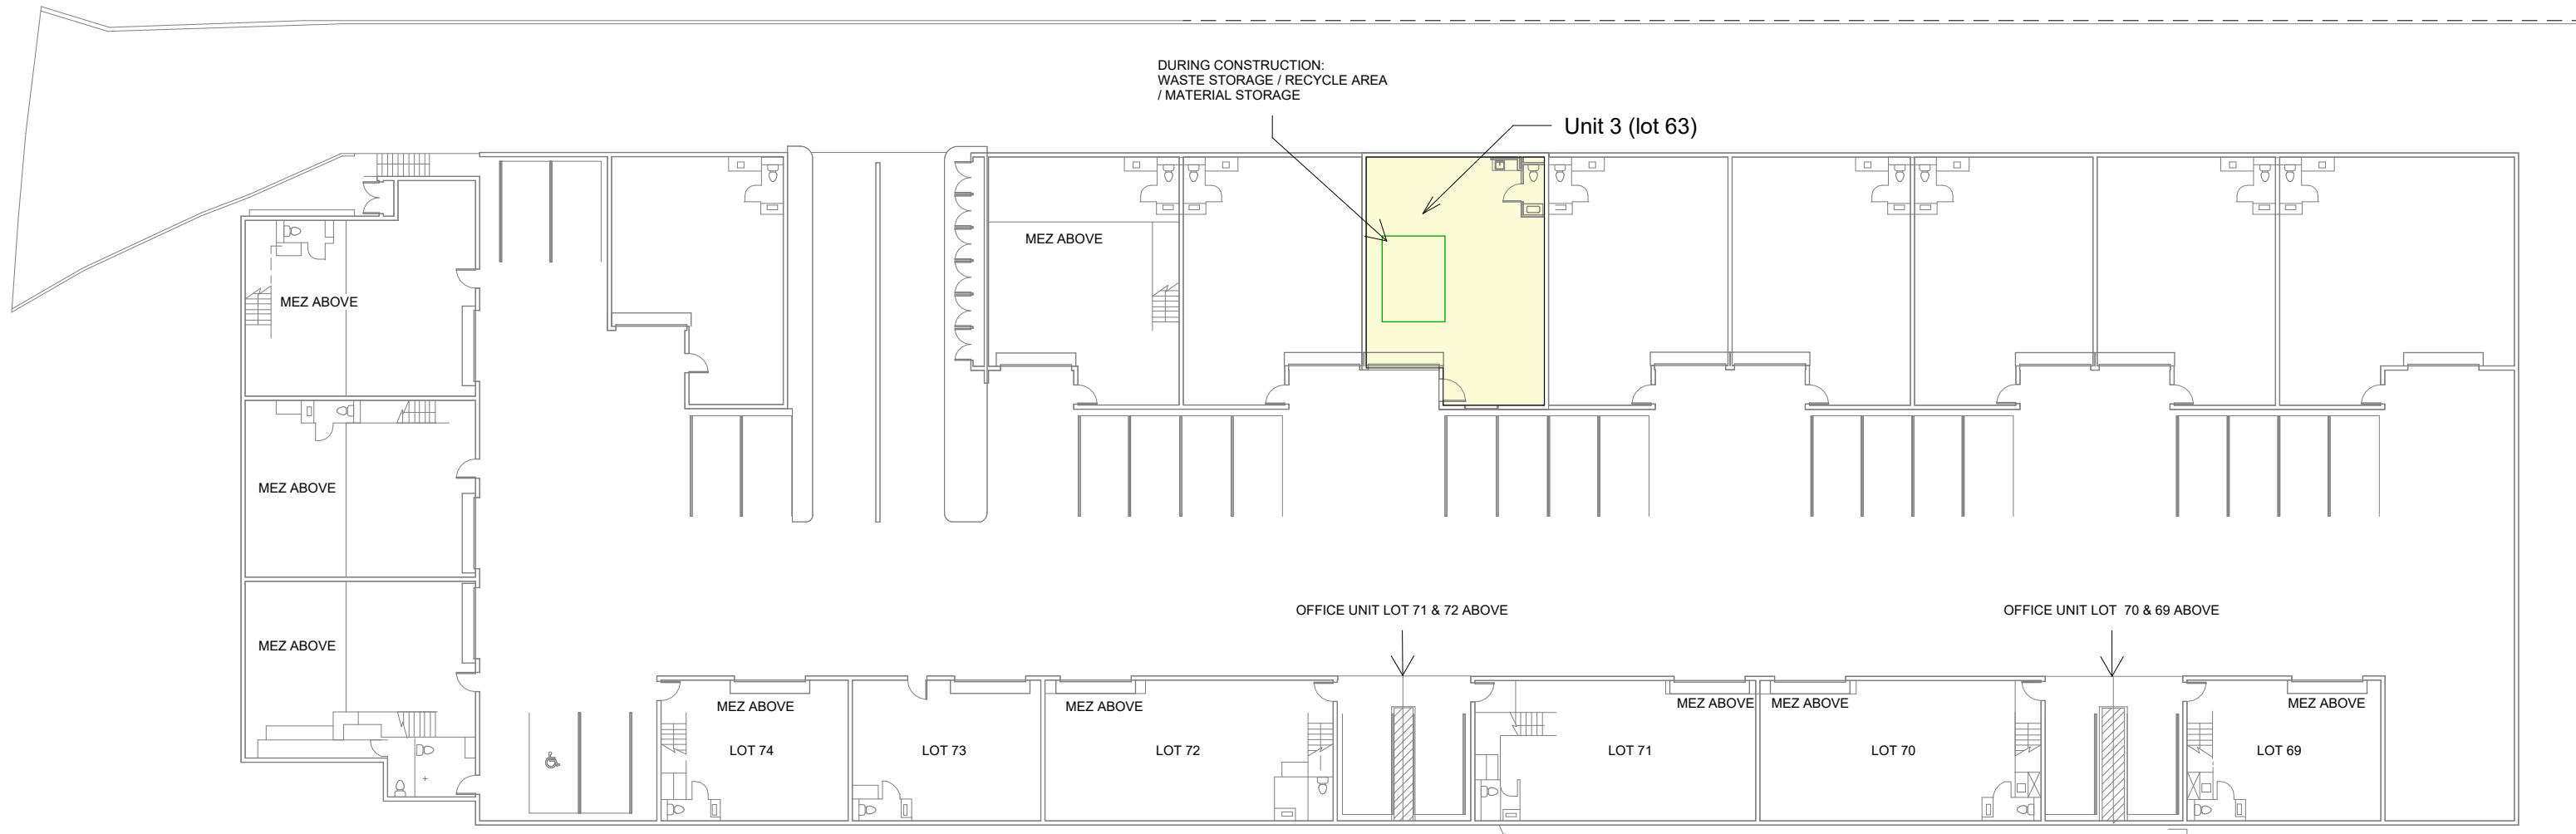 DURING CONSTRUCTION:
WASTE STORAGE / RECYCLE AREA
/ MATERIAL STORAGE
Unit 3 (lot 63)
MEZ ABOVE
MEZ ABOVE
MEZ ABOVE
OFFICE UNIT LOT 71 & 72 ABOVE
OFFICE UNIT LOT 70 & 69 ABOVE
MEZ ABOVE
MEZ ABOVE
MEZ ABOVE
MEZ ABOVE
MEZ ABOVE
MEZ ABOVE
LOT 74
LOT 73
LOT 72
LOT 71
LOT 70
LOT 69